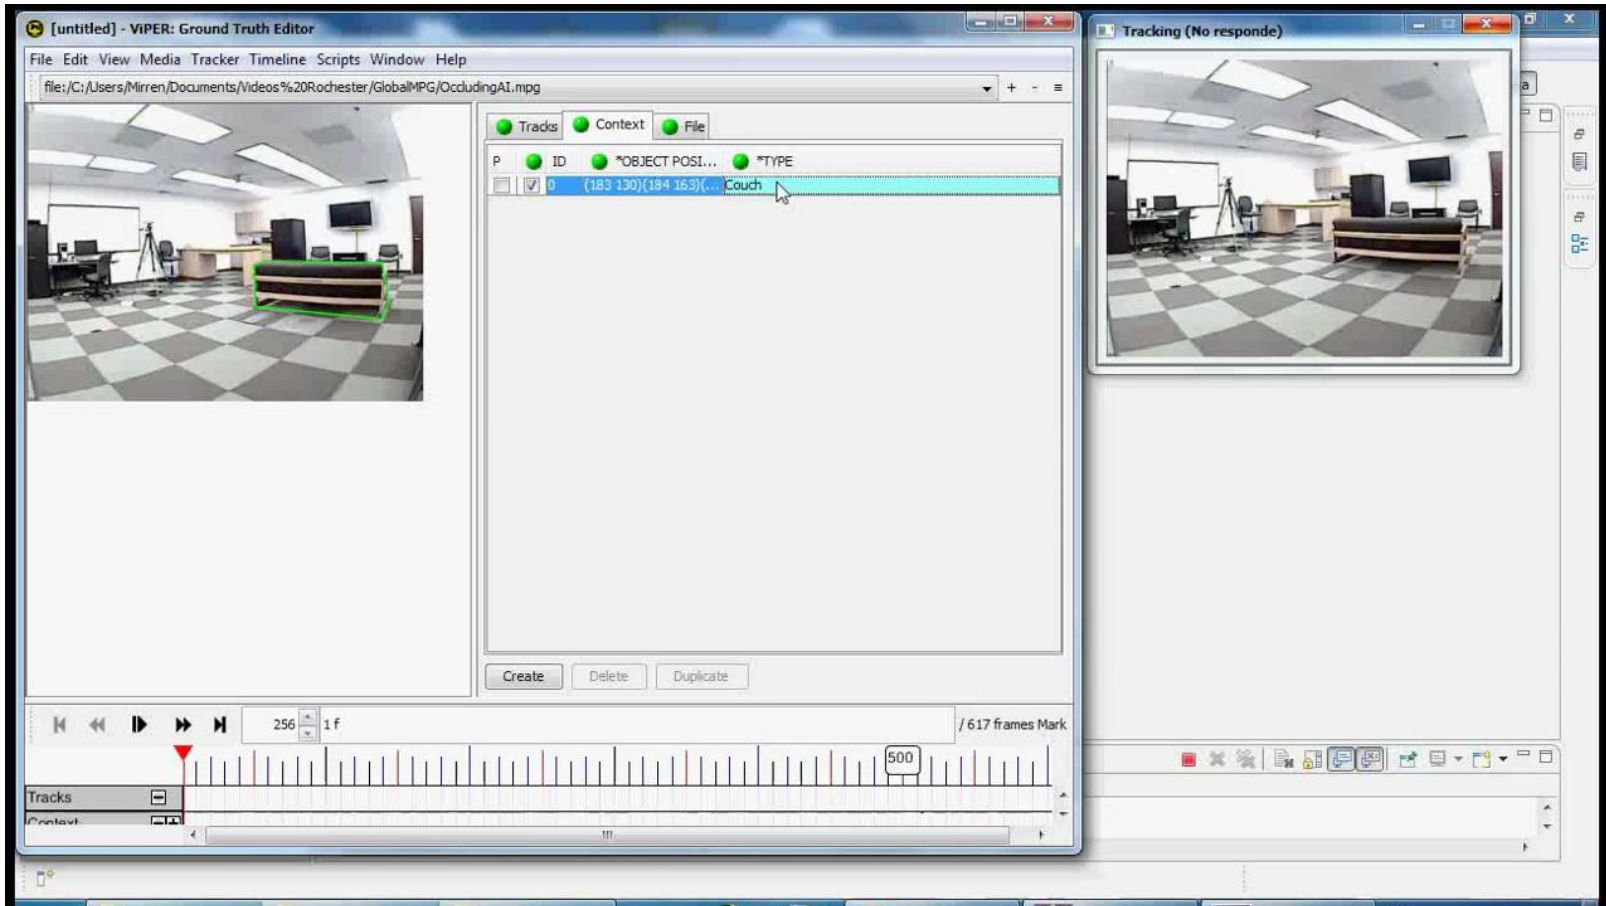 [untitled] - ViPER: Ground Truth Editor
File Edit View Media Tracker Timeline Scripts Window Help
file:/C:/Users/Mirren/Documents/Videos%20Rochester/GlobalMPG/OccludingAI.mpg
+ - =
Tracks Context File
P ID *OBJECT POSI... *TYPE
0 (183 130)(184 163)(... Couch
Create Delete Duplicate
256 1 f / 617 frames Mark
500
Tracks
Context
Tracking (No responde)
a